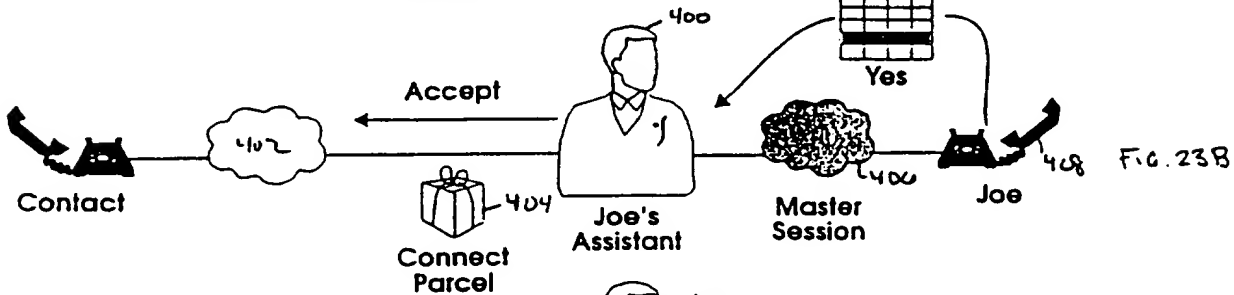 400
Yes
Accept
402
408
FIG. 23B
406
Contact
404
Joe's
Assistant
Master
Session
Joe
Connect
Parcel